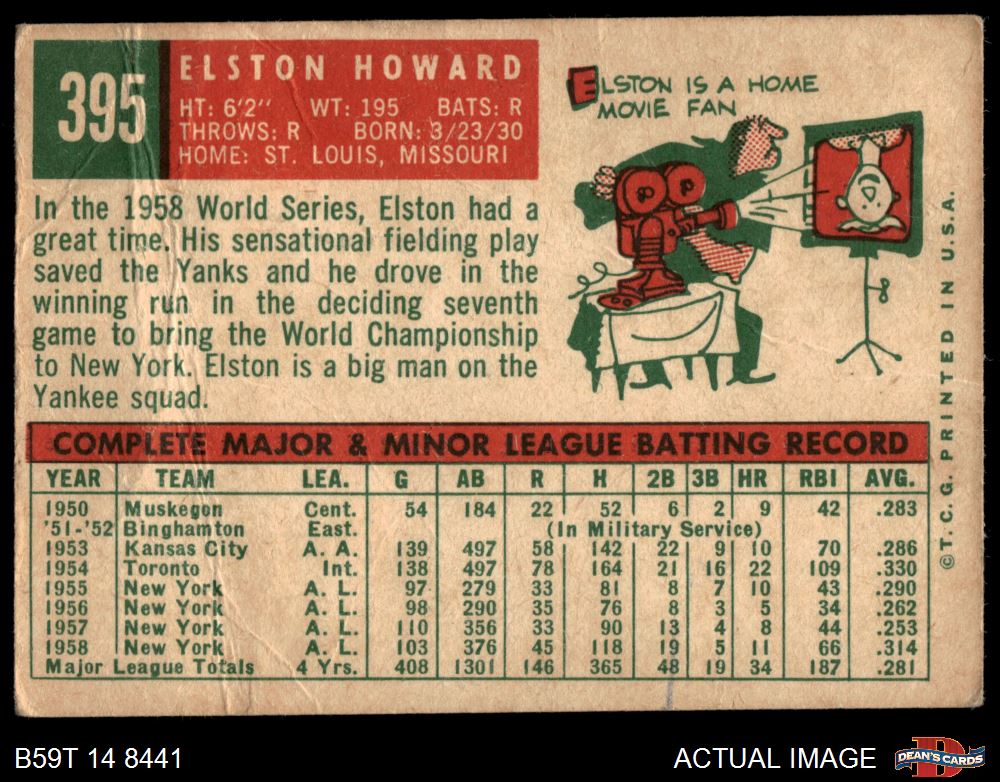 395
ELSTON HOWARD
HT: 6'2" WT: 195 BATS: R
THROWS: R BORN: 3/23/30
HOME: ST. LOUIS, MISSOURI
ELSTON IS A HOME
MOVIE FAN
In the 1958 World Series, Elston had a
great time. His sensational fielding play
saved the Yanks and he drove in the
winning run in the deciding seventh
game to bring the World Championship
to New York. Elston is a big man on the
Yankee squad.
COMPLETE MAJOR & MINOR LEAGUE BATTING RECORD
YEAR TEAM LEA. G AB R H 2B 3B HR RBI AVG.
1950 Muskegon Cent. 54 184 22 52 6 2 9 42 .283
'51-'52 Binghamton East. (In Military Service)
1953 Kansas City A. A. 139 497 58 142 22 9 10 70 .286
1954 Toronto Int. 138 497 78 164 21 16 22 109 .330
1955 New York A. L. 97 279 33 81 8 7 10 43 .290
1956 New York A. L. 98 290 35 76 8 3 5 34 .262
1957 New York A. L. 110 356 33 90 13 4 8 44 .253
1958 New York A. L. 103 376 45 118 19 5 11 66 .314
Major League Totals 4 Yrs. 408 1301 146 365 48 19 34 187 .281
© T. C. G. PRINTED IN U.S.A.
B59T 14 8441
ACTUAL IMAGE
D
DEAN'S CARDS